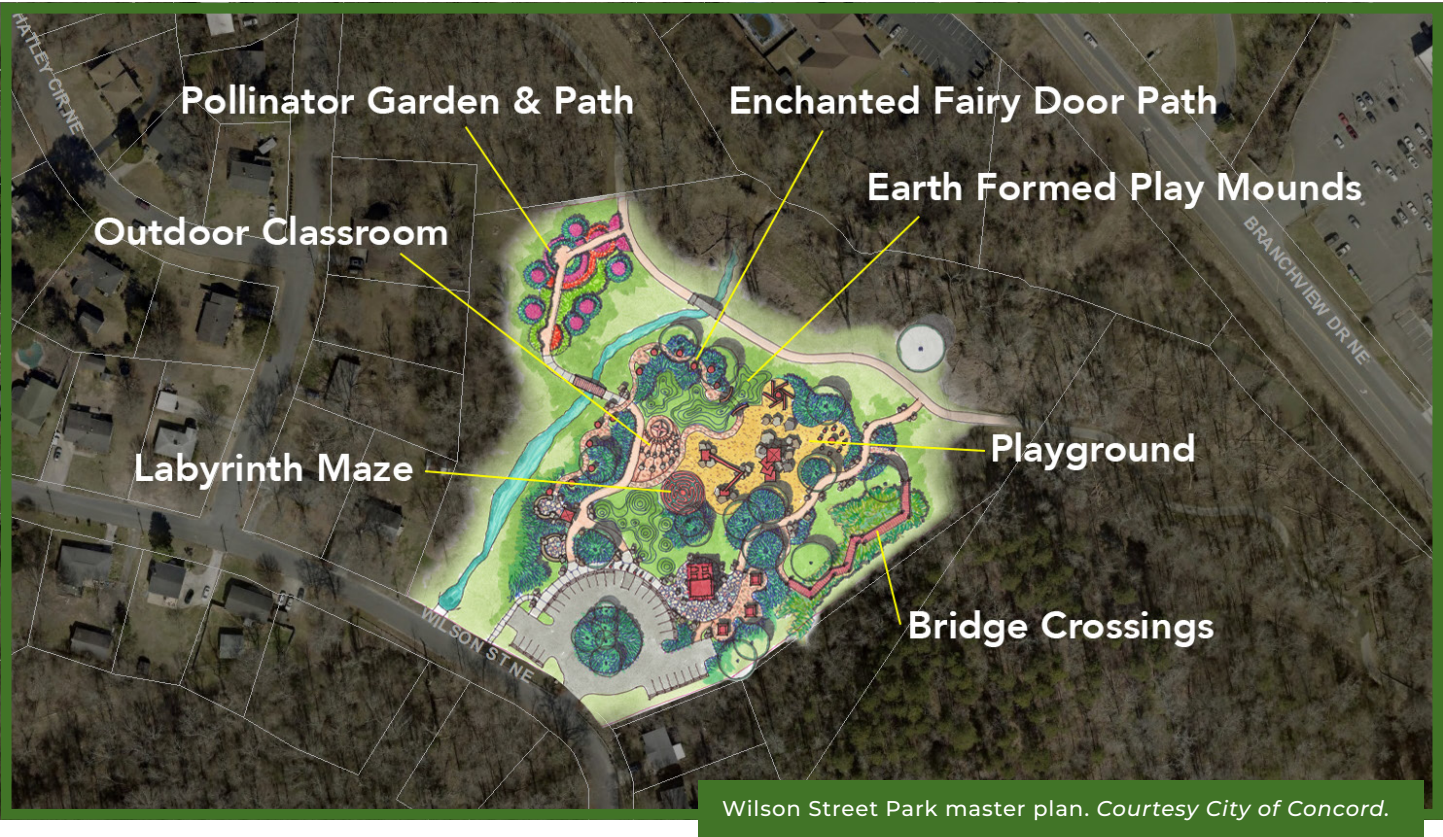 HATLEY CIR NE
Pollinator Garden & Path
Enchanted Fairy Door Path
Earth Formed Play Mounds
Outdoor Classroom
BRANCHVIEW DR NE
Playground
Labyrinth Maze
Bridge Crossings
WILSON ST NE
Wilson Street Park master plan. Courtesy City of Concord.